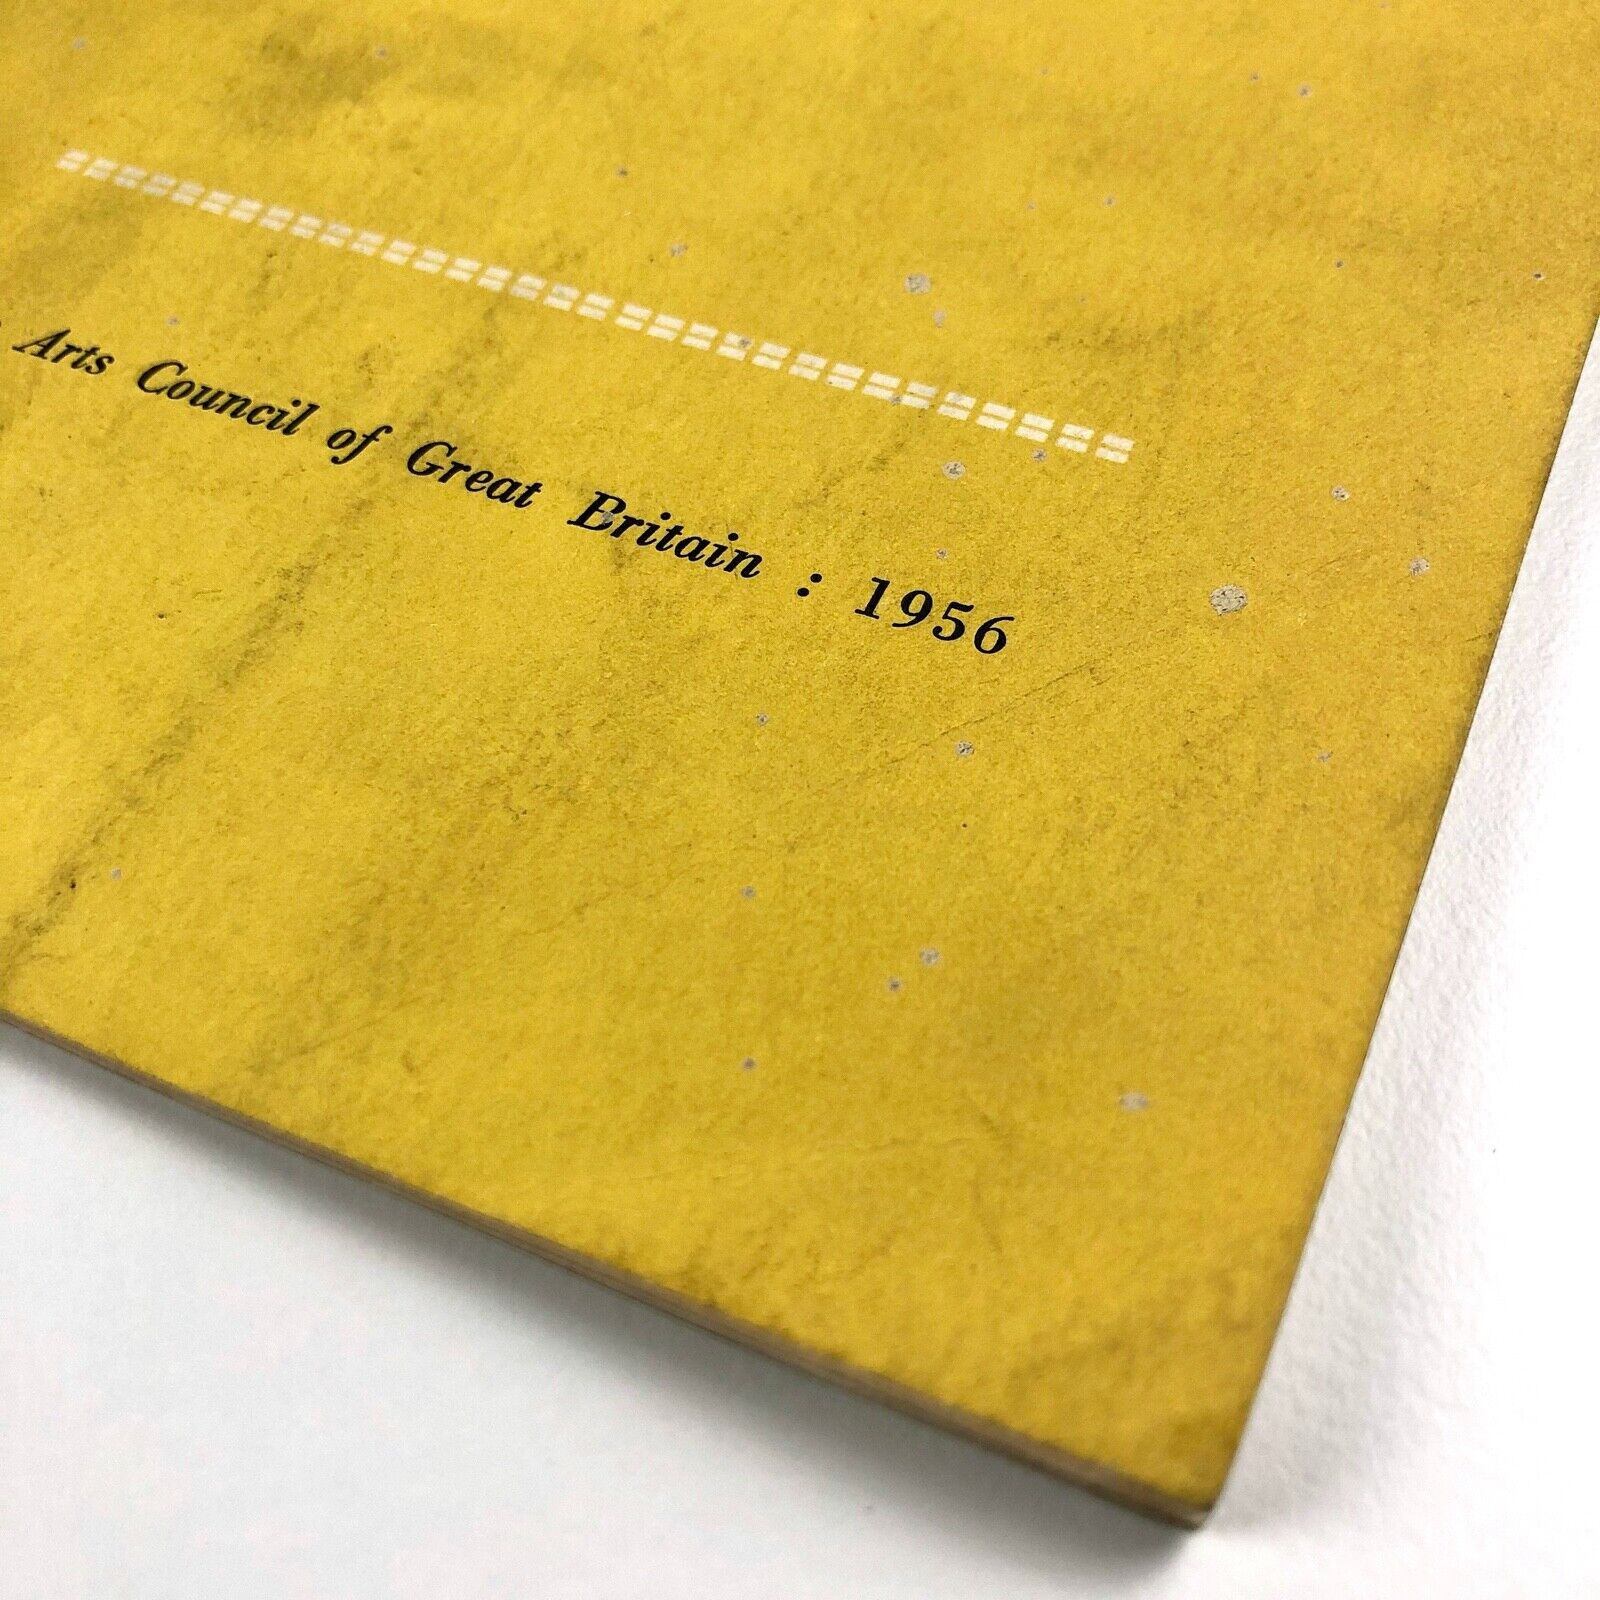 Arts Council of Great Britain : 1956